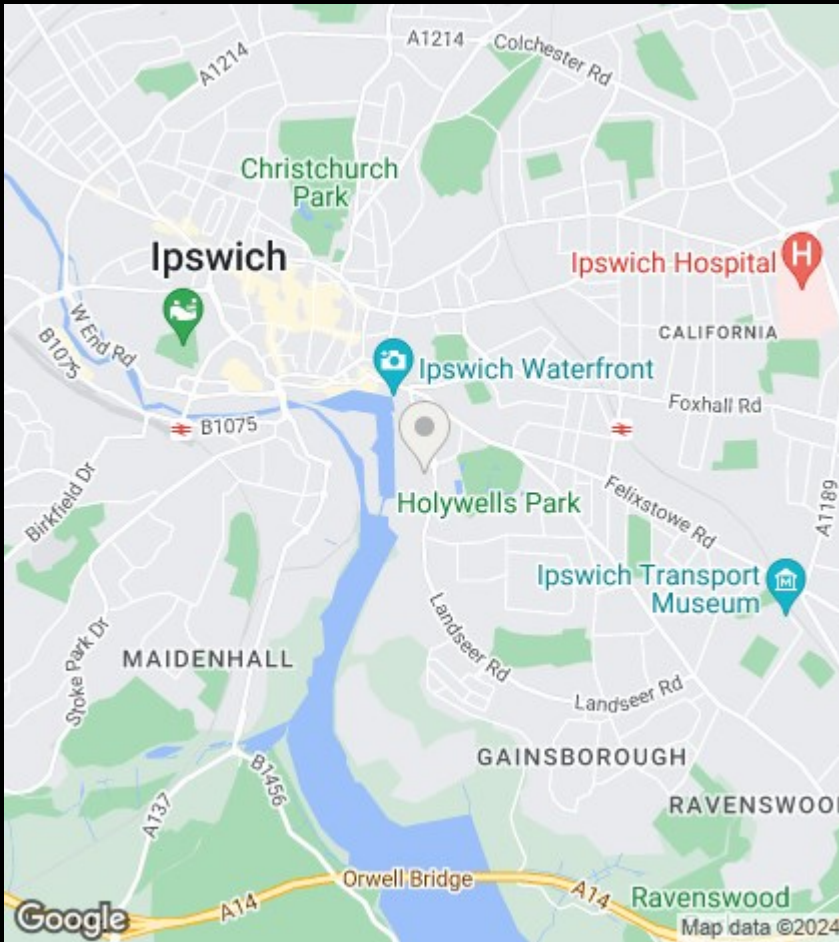 A1214
A1214
Colchester Rd
Christchurch
Park
Ipswich
Ipswich Hospital
H
W End Rd
B1075
CALIFORNIA
Ipswich Waterfront
Foxhall Rd
B1075
Birkfield Dr
Holywells Park
Felixstowe Rd
A1189
Ipswich Transport
Museum
Stoke Park Dr
MAIDENHALL
Landseer Rd
Landseer Rd
GAINSBOROUGH
RAVENSWOO
A137
B1456
Orwell Bridge
A14
A14
Ravenswood
Google
Map data ©2024